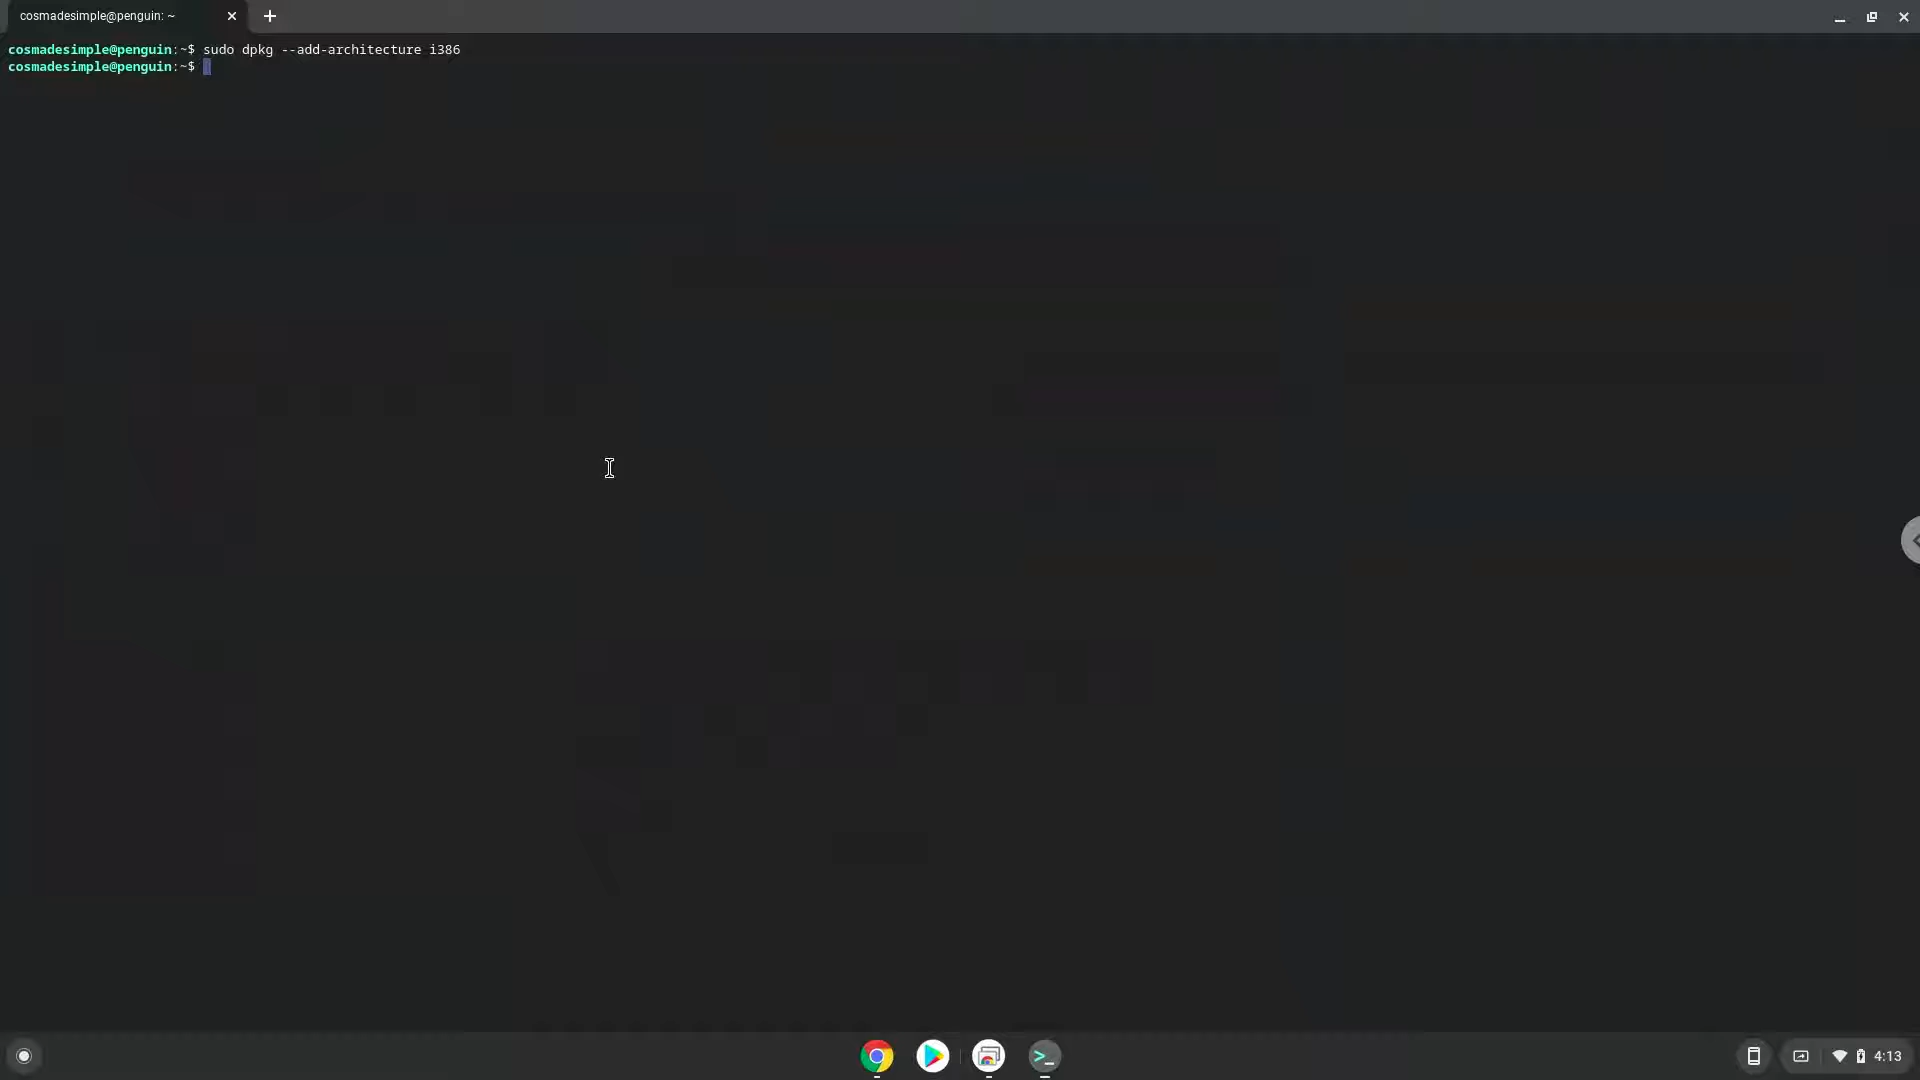 cosmadesimple@penguin: ~
cosmadesimple@penguin:~$ sudo dpkg --add-architecture i386
cosmadesimple@penguin:~$
4:13